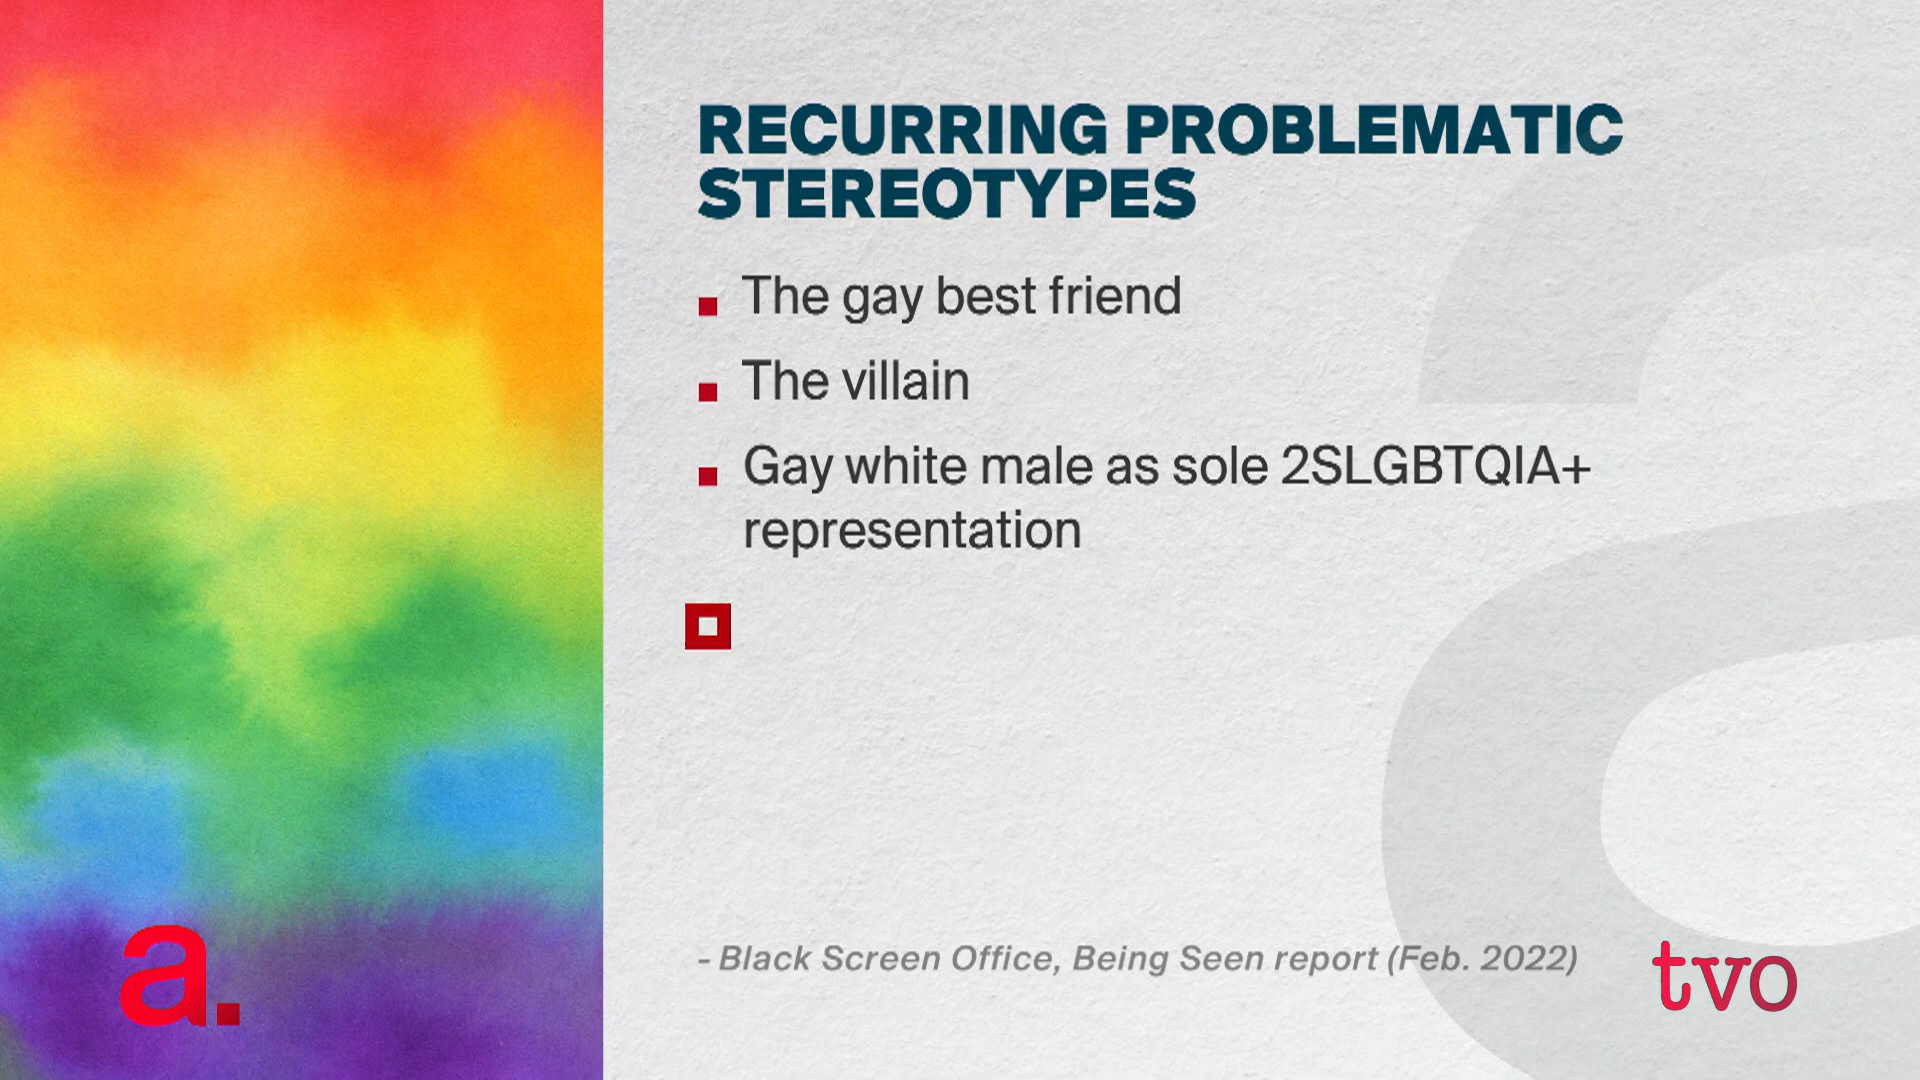 RECURRING PROBLEMATIC
STEREOTYPES
The gay best friend
The villain
Gay white male as sole 2SLGBTQIA+
representation
- Black Screen Office, Being Seen report (Feb. 2022)
a.
tvo